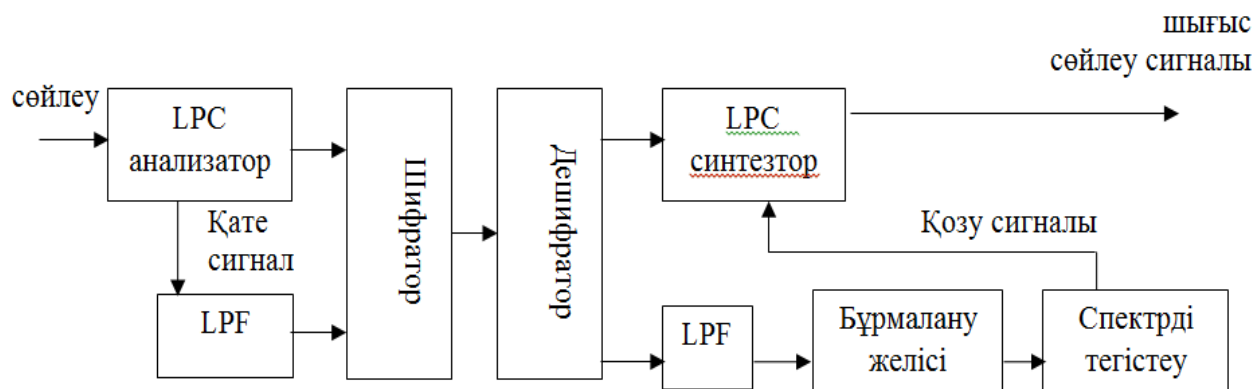 шығыс
сөйлеу сигналы
сөйлеу
LPC
анализатор
Шифратор
Дешифратор
LPC
синтезтор
Қате
сигнал
Қозу сигналы
LPF
LPF
Бұрмалану
желісі
Спектрді
тегістеу